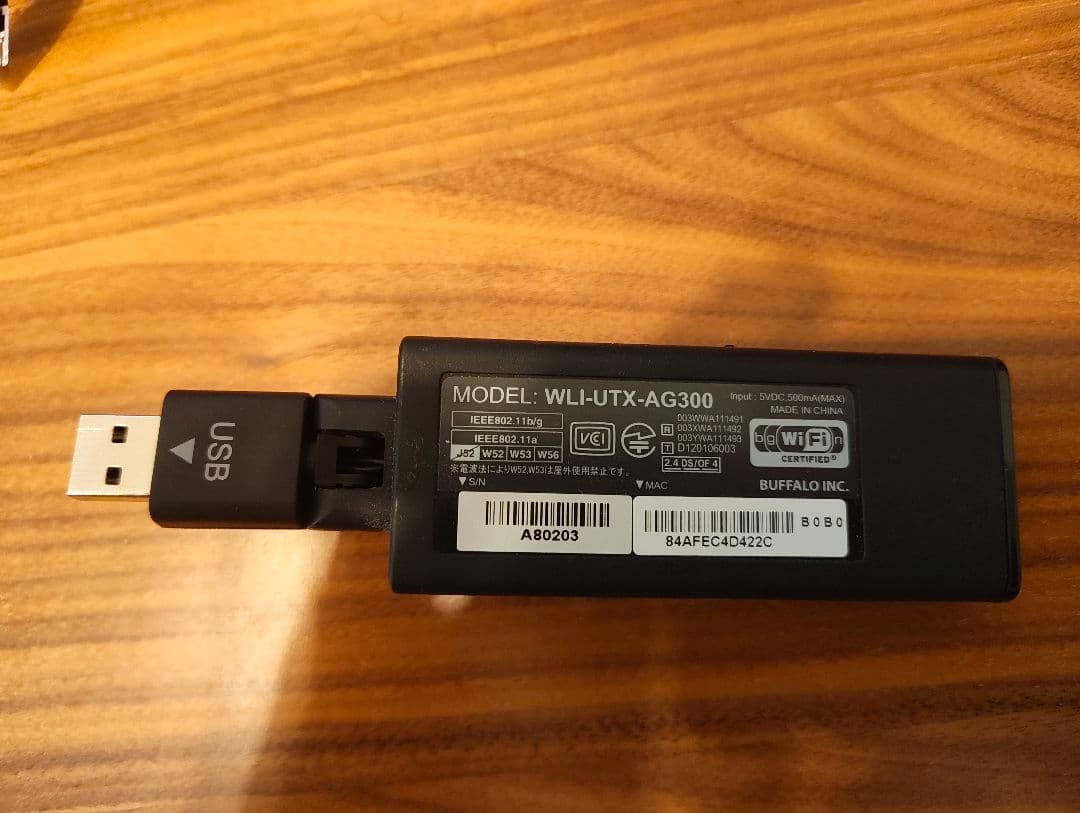 USB
MODEL: WLI-UTX-AG300
Input : 5VDC,500mA(MAX)
MADE IN CHINA
IEEE802.11b/g
IEEE802.11a
J52 W52 W53 W56
VCI
R 003WWA111491
003XWA111492
003YWA111493
T D120106003
2.4 DS/OF 4
b g WiFi n
CERTIFIED®
※電波法によりW52,W53は屋外使用禁止です。
BUFFALO INC.
▼S/N
▼MAC
A80203
B0B0
84AFEC4D422C